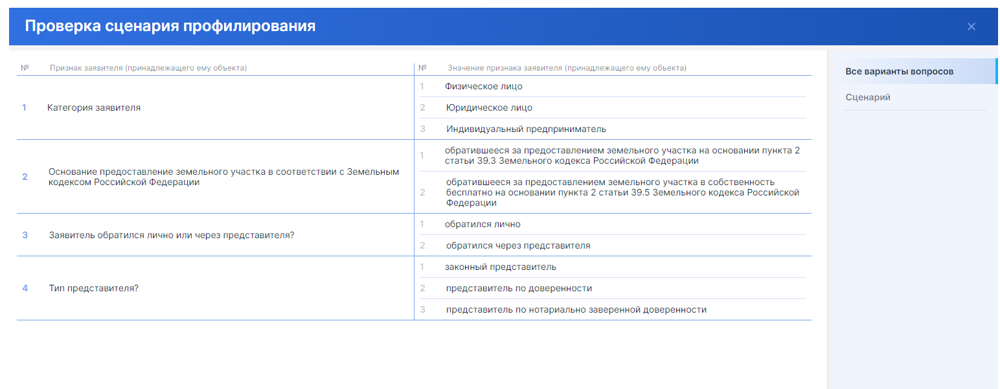 Проверка сценария профилирования
№ Признак заявителя (принадлежащего ему объекта) № Значение признака заявителя (принадлежащего ему объекта)
Все варианты вопросов
Сценарий
1 Категория заявителя
1 Физическое лицо
2 Юридическое лицо
3 Индивидуальный предприниматель
2 Основание предоставление земельного участка в соответствии с Земельным
кодексом Российской Федерации
1 обратившееся за предоставлением земельного участка на основании пункта 2
статьи 39.3 Земельного кодекса Российской Федерации
2 обратившееся за предоставлением земельного участка в собственность
бесплатно на основании пункта 2 статьи 39.5 Земельного кодекса Российской
Федерации
3 Заявитель обратился лично или через представителя?
1 обратился лично
2 обратился через представителя
4 Тип представителя?
1 законный представитель
2 представитель по доверенности
3 представитель по нотариально заверенной доверенности